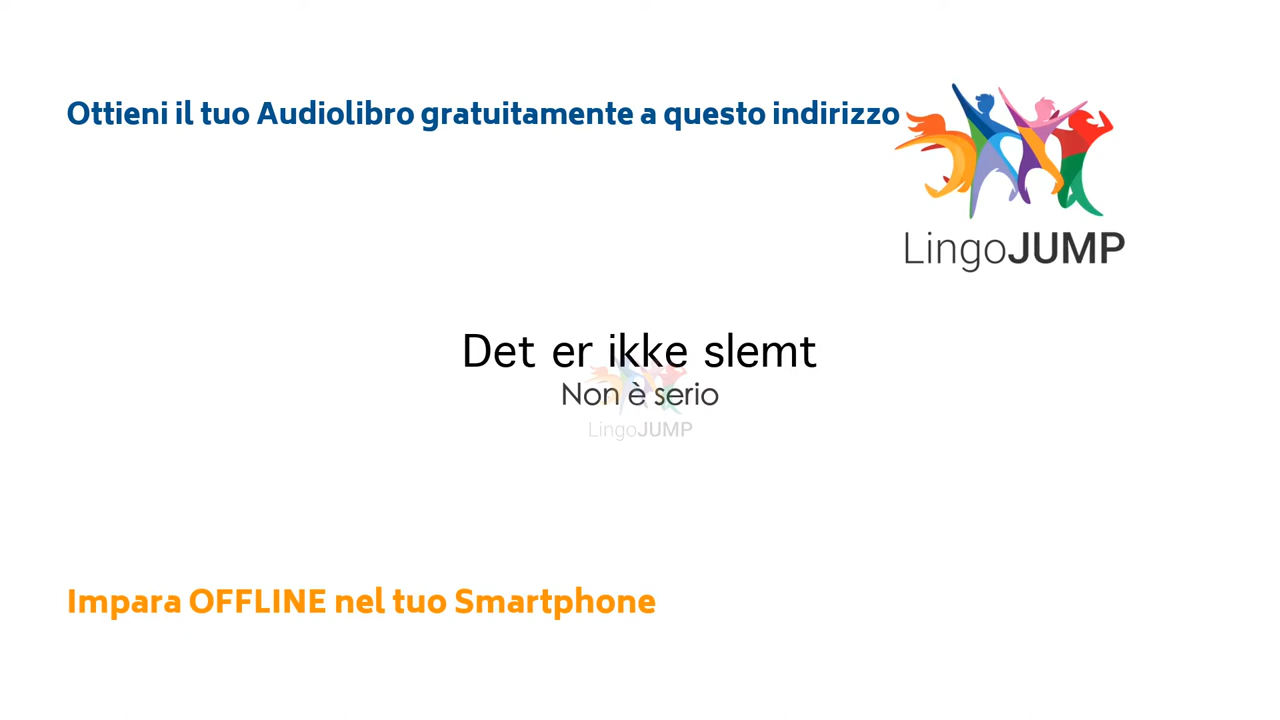 Ottieni il tuo Audiolibro gratuitamente a questo indirizzo
LingoJUMP
Det er ikke slemt
Non è serio
LingoJUMP
Impara OFFLINE nel tuo Smartphone